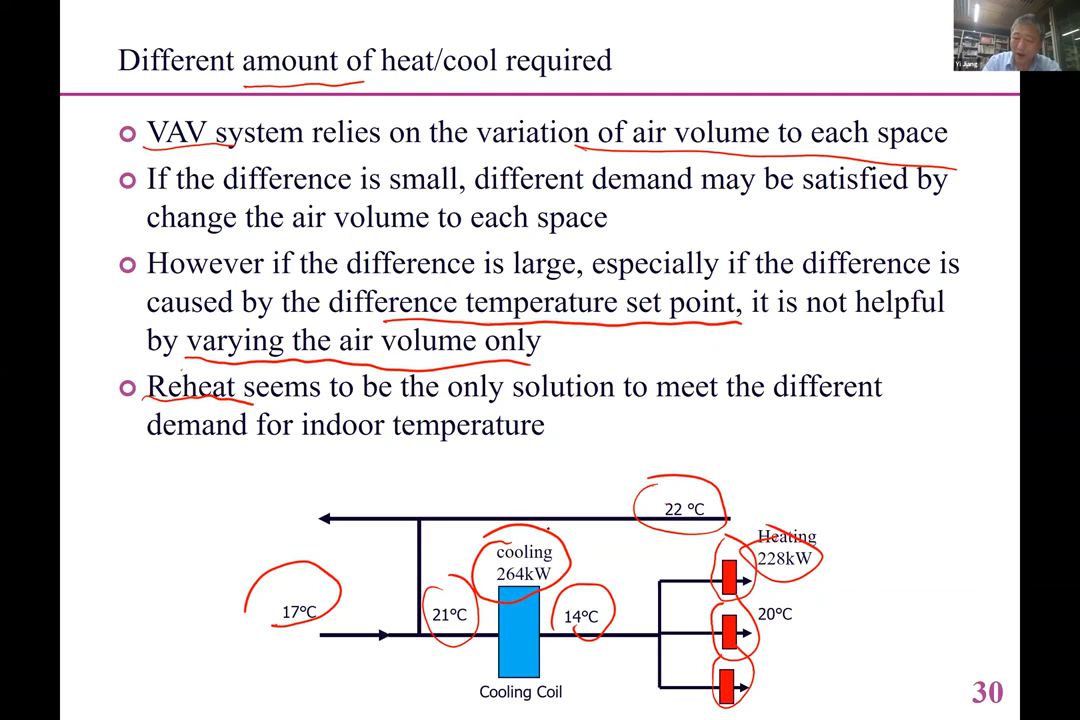 Different amount of heat/cool required
Yi Jiang
VAV system relies on the variation of air volume to each space
If the difference is small, different demand may be satisfied by
change the air volume to each space
However if the difference is large, especially if the difference is
caused by the difference temperature set point, it is not helpful
by varying the air volume only
Reheat seems to be the only solution to meet the different
demand for indoor temperature
22 °C
Heating
228kW
cooling
264kW
17°C
21°C
14°C
20°C
Cooling Coil
30